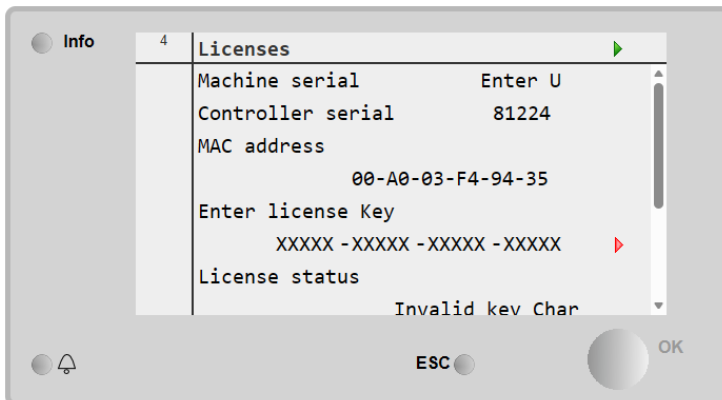 Info
4 Licenses
Machine serial Enter U
Controller serial 81224
MAC address
00-A0-03-F4-94-35
Enter license Key
XXXXX -XXXXX -XXXXX -XXXXX
License status
Invalid key Char
ESC
OK